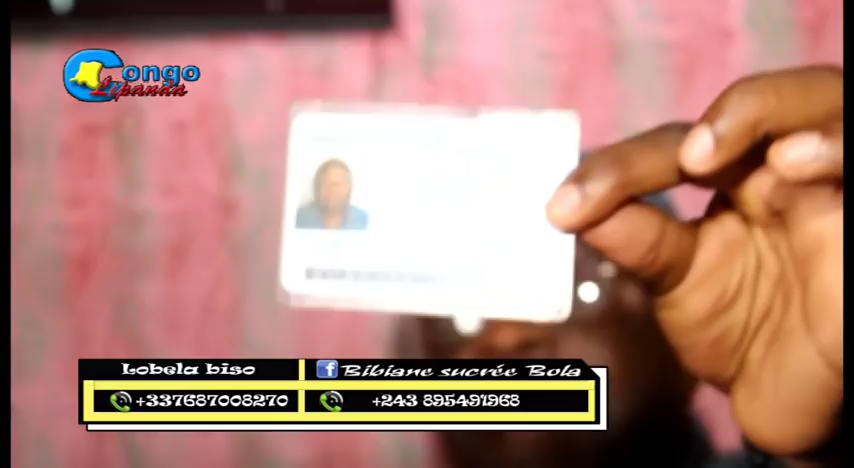 Congo
Lipanda
Lobela biso
f Bibiane sucrée Bola
+337687008270
+243 895491968